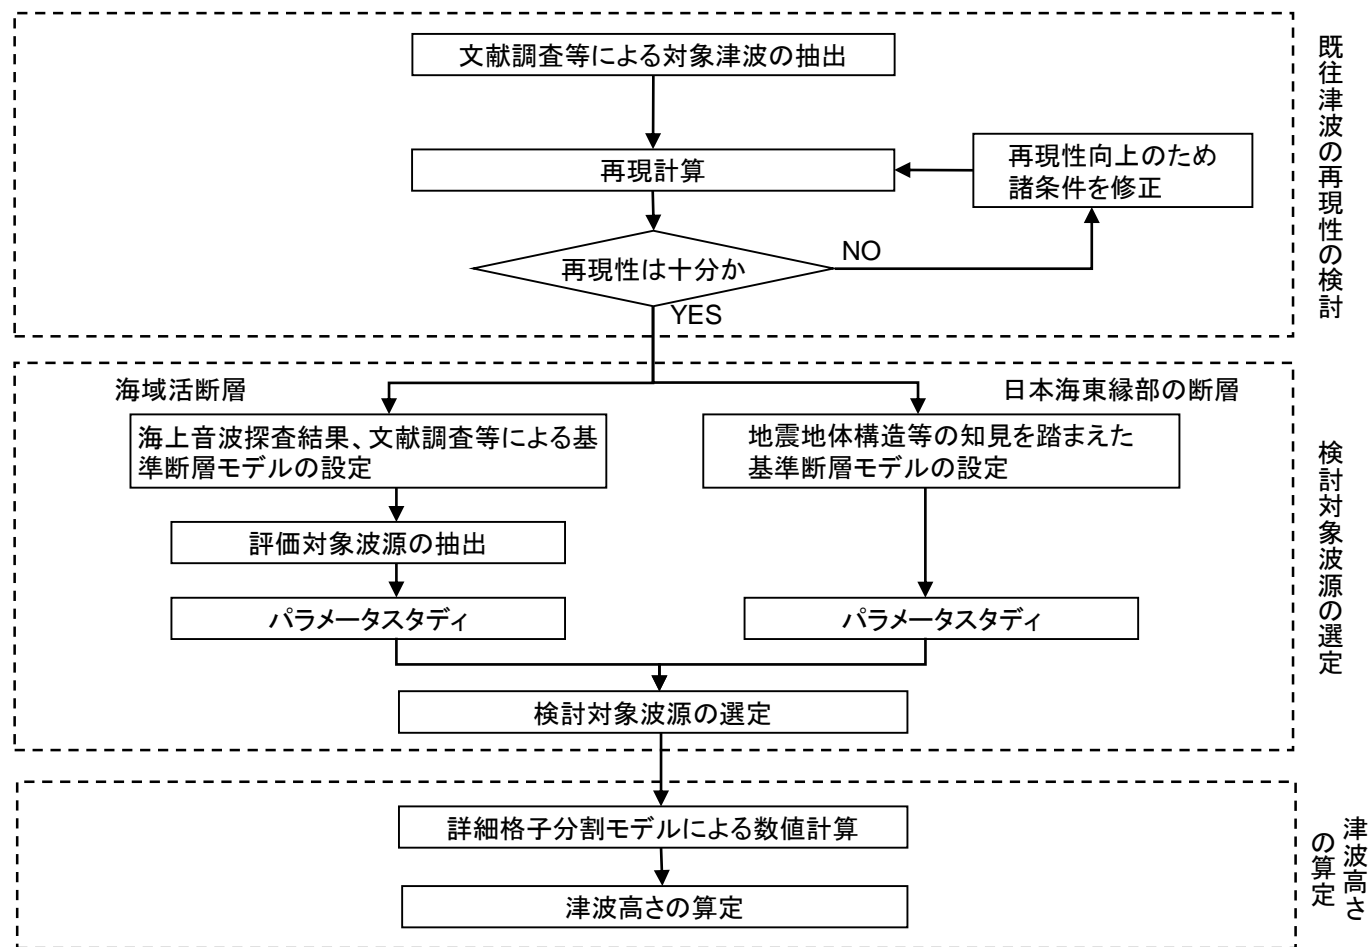 文献調査等による対象津波の抽出
再現計算
再現性向上のため
諸条件を修正
再現性は十分か
NO
YES
既往津波の再現性の検討
海域活断層
日本海東縁部の断層
海上音波探査結果、文献調査等による基
準断層モデルの設定
地震地体構造等の知見を踏まえた
基準断層モデルの設定
評価対象波源の抽出
パラメータスタディ
パラメータスタディ
検討対象波源の選定
検討対象波源の選定
詳細格子分割モデルによる数値計算
津波高さの算定
津波高さ
の算定